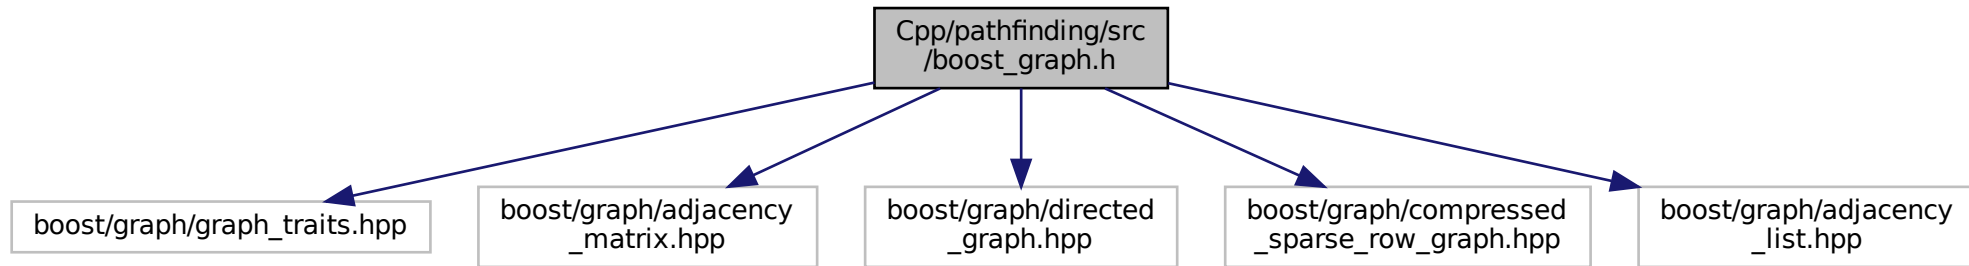 Cpp/pathfinding/src
/boost_graph.h
boost/graph/graph_traits.hpp
boost/graph/adjacency
_matrix.hpp
boost/graph/directed
_graph.hpp
boost/graph/compressed
_sparse_row_graph.hpp
boost/graph/adjacency
_list.hpp